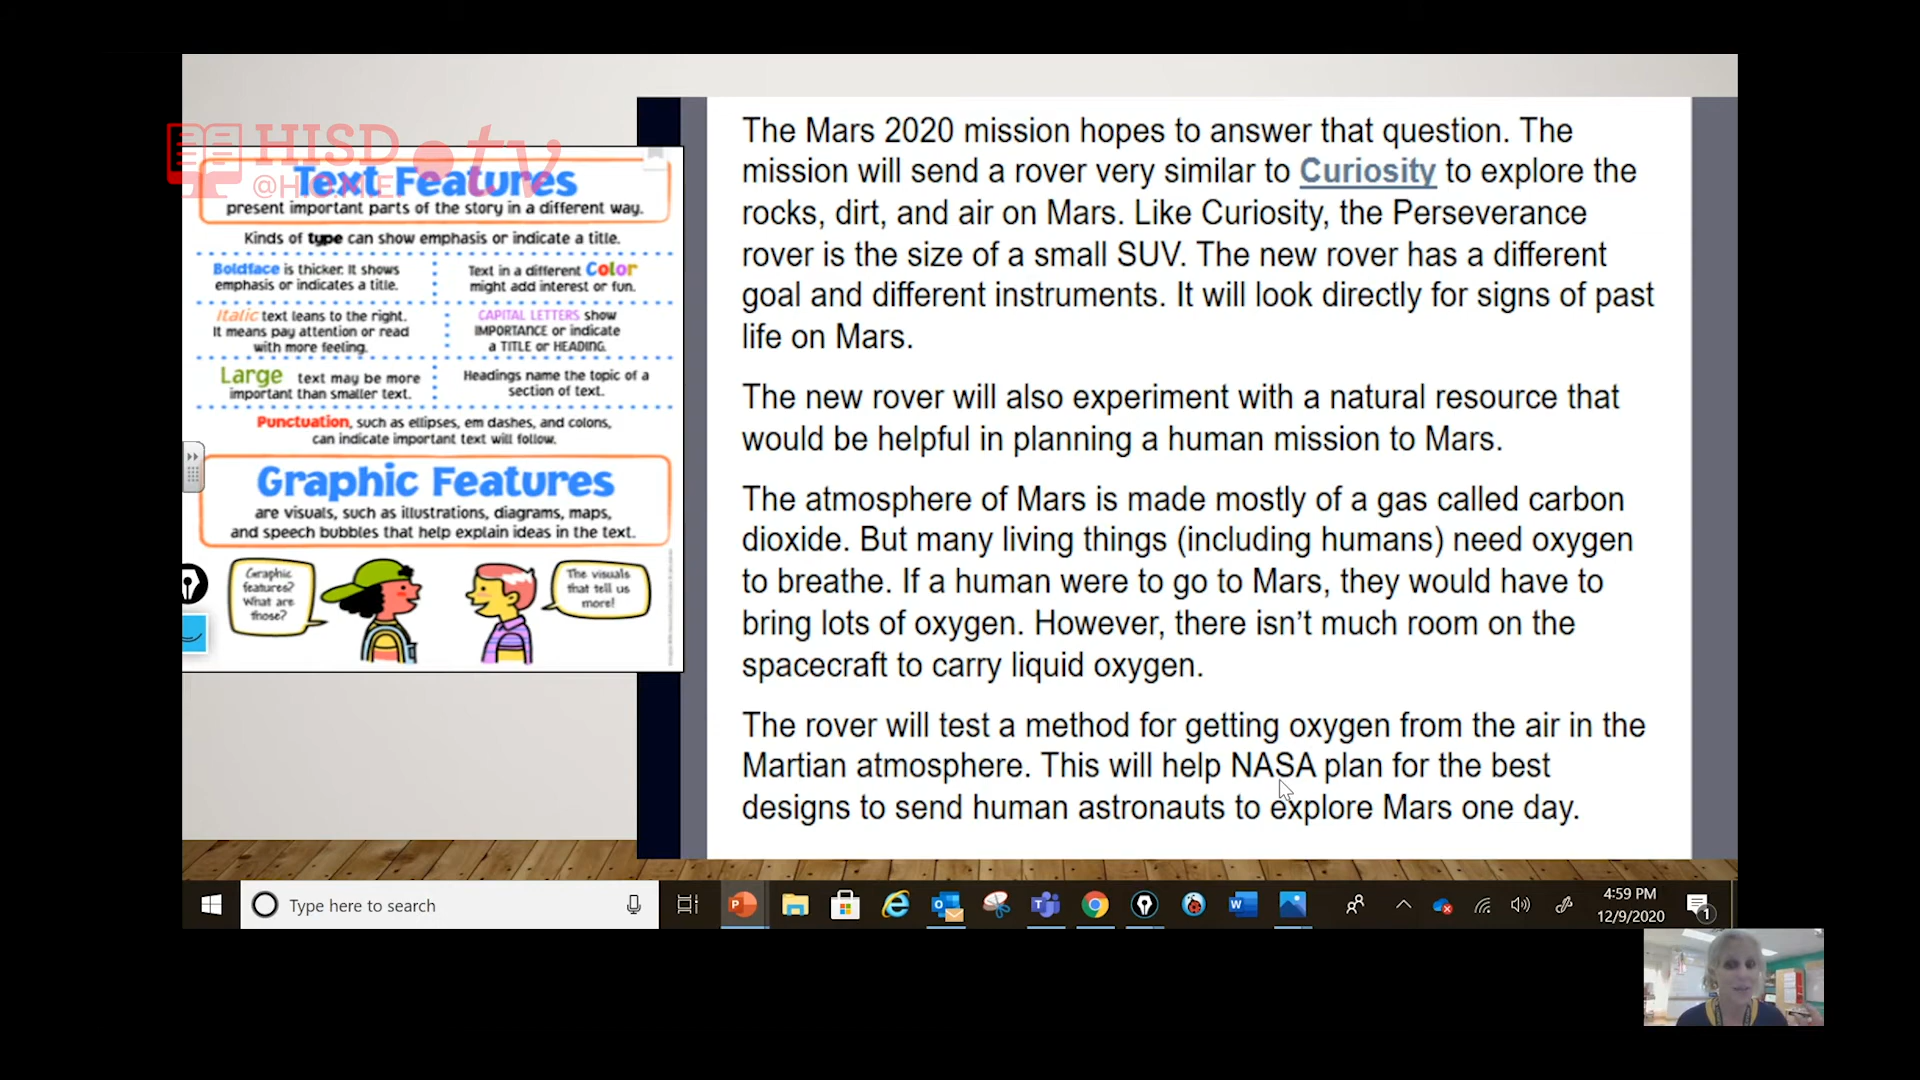 HISD
@HOME
tv
Text Features
present important parts of the story in a different way.
Kinds of type can show emphasis or indicate a title.
Boldface is thicker. It shows
emphasis or indicates a title.
Text in a different Color
might add interest or fun.
Italic text leans to the right.
It means pay attention or read
with more feeling.
CAPITAL LETTERS show
IMPORTANCE or indicate
a TITLE or HEADING.
Large text may be more
important than smaller text.
Headings name the topic of a
section of text.
Punctuation, such as ellipses, em dashes, and colons,
can indicate important text will follow.
Graphic Features
are visuals, such as illustrations, diagrams, maps,
and speech bubbles that help explain ideas in the text.
Graphic
features?
What are
those?
The visuals
that tell us
more!
The Mars 2020 mission hopes to answer that question. The
mission will send a rover very similar to Curiosity to explore the
rocks, dirt, and air on Mars. Like Curiosity, the Perseverance
rover is the size of a small SUV. The new rover has a different
goal and different instruments. It will look directly for signs of past
life on Mars.
The new rover will also experiment with a natural resource that
would be helpful in planning a human mission to Mars.
The atmosphere of Mars is made mostly of a gas called carbon
dioxide. But many living things (including humans) need oxygen
to breathe. If a human were to go to Mars, they would have to
bring lots of oxygen. However, there isn't much room on the
spacecraft to carry liquid oxygen.
The rover will test a method for getting oxygen from the air in the
Martian atmosphere. This will help NASA plan for the best
designs to send human astronauts to explore Mars one day.
Type here to search
4:59 PM
12/9/2020
1